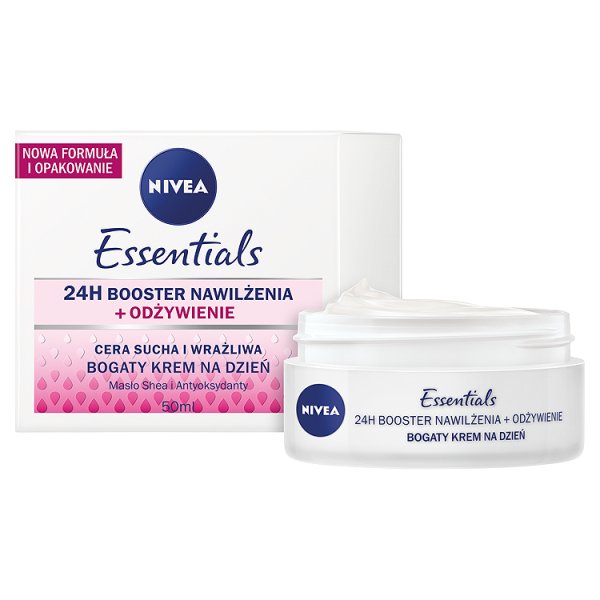 NOWA FORMUŁA
I OPAKOWANIE
NIVEA
Essentials
24H BOOSTER NAWILŻENIA
+ ODŻYWIENIE
CERA SUCHA I WRAŻLIWA
BOGATY KREM NA DZIEŃ
Masło Shea i Antyoksydanty
50ml
NIVEA
Essentials
24H BOOSTER NAWILŻENIA + ODŻYWIENIE
BOGATY KREM NA DZIEŃ